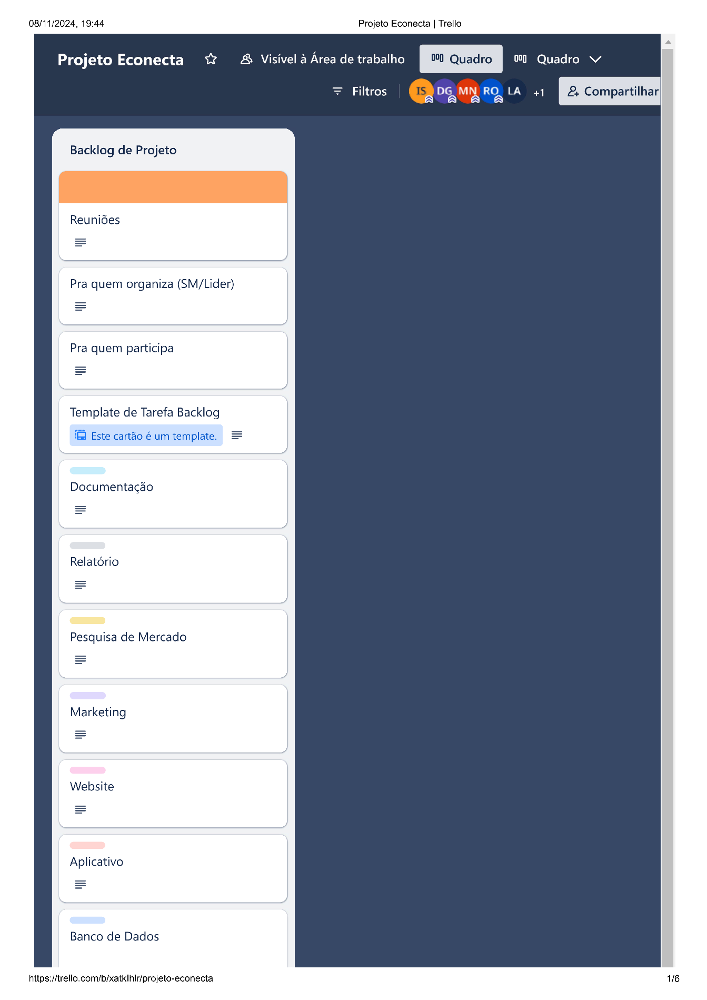 08/11/2024, 19:44
Projeto Econecta | Trello
Projeto Econecta
Visível à Área de trabalho
Quadro
Quadro
Filtros
IS
DG
MN
RO
LA
+1
Compartilhar
Backlog de Projeto
Reuniões
Pra quem organiza (SM/Lider)
Pra quem participa
Template de Tarefa Backlog
Este cartão é um template.
Documentação
Relatório
Pesquisa de Mercado
Marketing
Website
Aplicativo
Banco de Dados
https://trello.com/b/xatklhlr/projeto-econecta
1/6